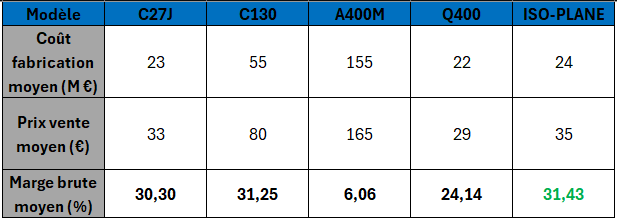 Modèle C27J C130 A400M Q400 ISO-PLANE
Coût
fabrication
moyen (M €) 23 55 155 22 24
Prix vente
moyen (€) 33 80 165 29 35
Marge brute
moyen (%) 30,30 31,25 6,06 24,14 31,43